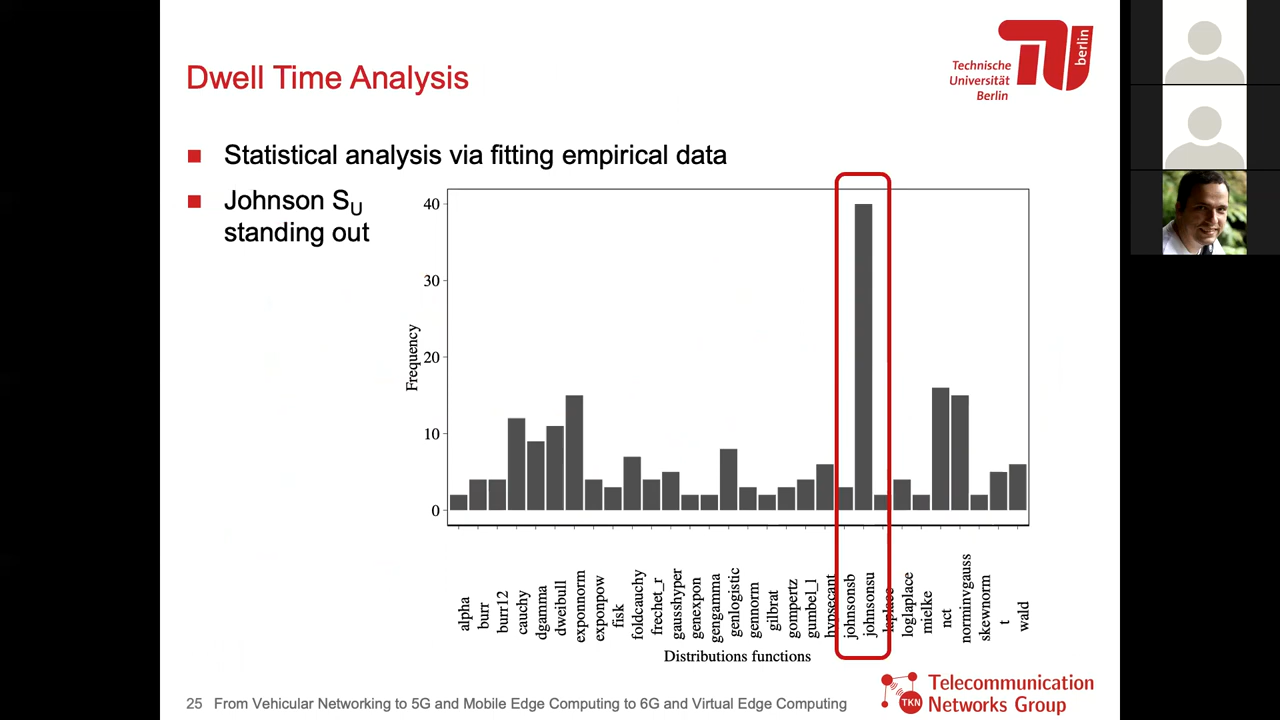 Dwell Time Analysis
Technische
Universität
Berlin
berlin
Statistical analysis via fitting empirical data
Johnson SU
standing out
40
30
20
10
0
Frequency
alpha
burr
burr12
cauchy
dgamma
dweibull
exponnorm
exponpow
fisk
foldcauchy
frechet_r
gausshyper
genexpon
gengamma
genlogistic
gennorm
gilbrat
gompertz
gumbel_l
hypsecant
johnsonsb
johnsonsu
laplace
loglaplace
mielke
nct
norminvgauss
skewnorm
t
wald
Distributions functions
25 From Vehicular Networking to 5G and Mobile Edge Computing to 6G and Virtual Edge Computing
TKN
Telecommunication
Networks Group